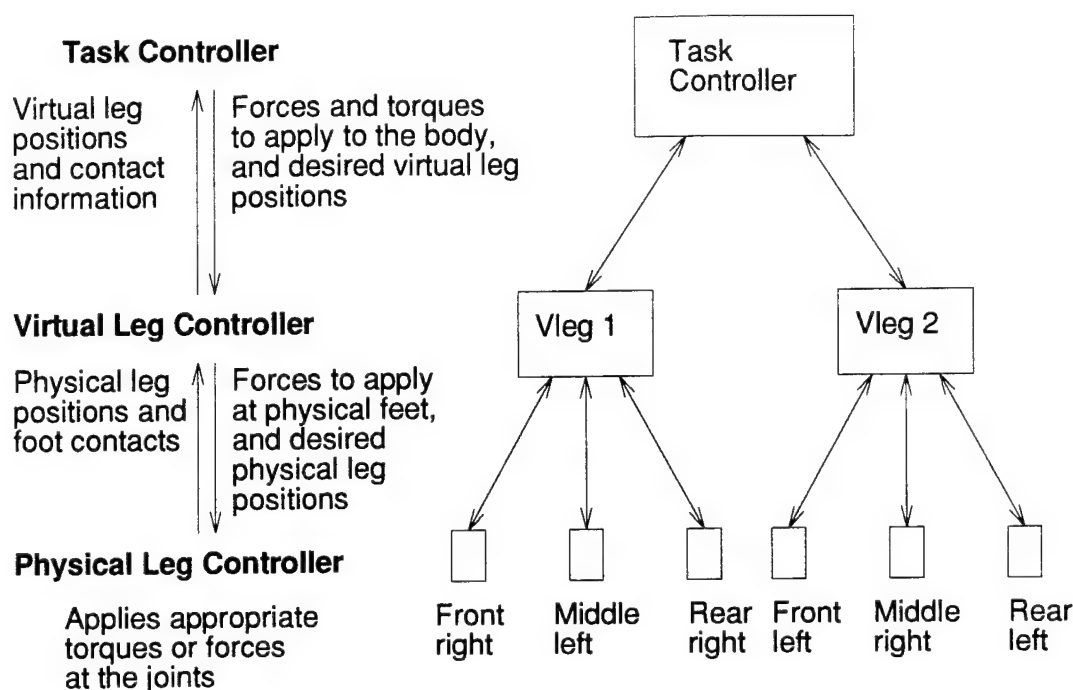 Task Controller
Virtual leg
positions
and contact
information
Forces and torques
to apply to the body,
and desired virtual leg
positions
Virtual Leg Controller
Physical leg
positions and
foot contacts
Forces to apply
at physical feet,
and desired
physical leg
positions
Physical Leg Controller
Applies appropriate
torques or forces
at the joints
Task
Controller
Vleg 1
Vleg 2
Front
right
Middle
left
Rear
right
Front
left
Middle
right
Rear
left